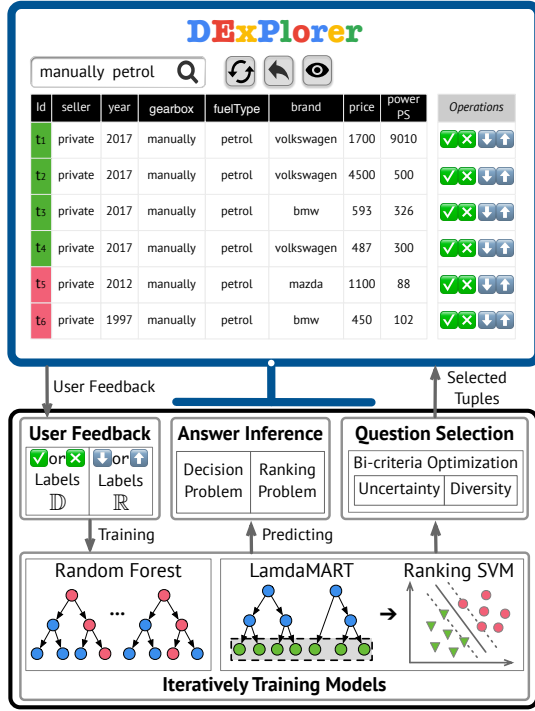 DExPlorer
manually petrol
Id seller year gearbox fuelType brand price power PS Operations
t1 private 2017 manually petrol volkswagen 1700 9010
t2 private 2017 manually petrol volkswagen 4500 500
t3 private 2017 manually petrol bmw 593 326
t4 private 2017 manually petrol volkswagen 487 300
t5 private 2012 manually petrol mazda 1100 88
t6 private 1997 manually petrol bmw 450 102
User Feedback
Selected
Tuples
User Feedback
or or
Labels Labels
𝔻 ℝ
Answer Inference
Decision Ranking
Problem Problem
Question Selection
Bi-criteria Optimization
Uncertainty Diversity
Training
Predicting
Random Forest
...
LamdaMART
Ranking SVM
Iteratively Training Models